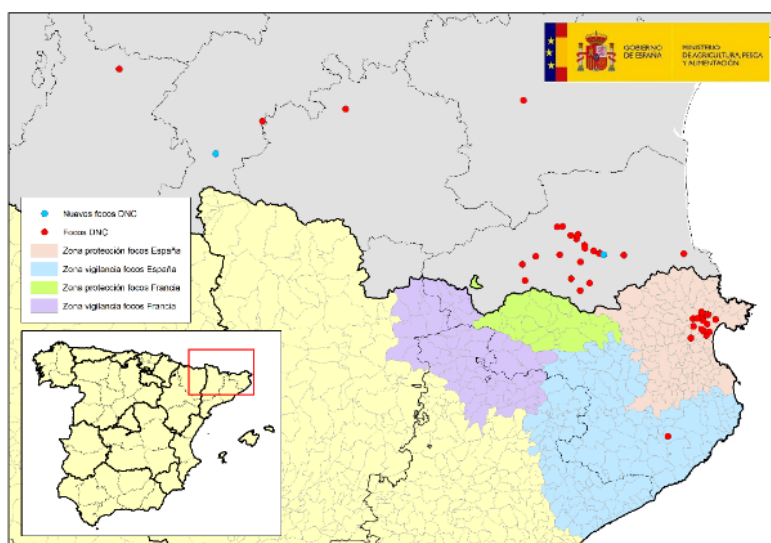 GOBIERNO
DE ESPAÑA
MINISTERIO
DE AGRICULTURA, PESCA
Y ALIMENTACIÓN
Nuevos focos DNC
Focos DNC
Zona protección focos España
Zona vigilancia focos España
Zona protección focos Francia
Zona vigilancia focos Francia